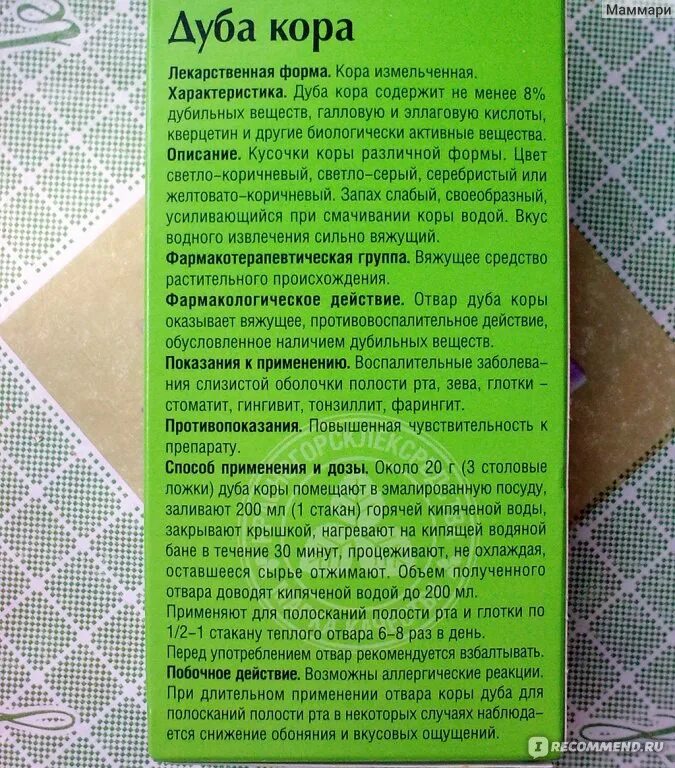 Маммари
Дуба кора
Лекарственная форма. Кора измельченная.
Характеристика. Дуба кора содержит не менее 8%
дубильных веществ, галловую и эллаговую кислоты,
кверцетин и другие биологически активные вещества.
Описание. Кусочки коры различной формы. Цвет
светло-коричневый, светло-серый, серебристый или
желтовато-коричневый. Запах слабый, своеобразный,
усиливающийся при смачивании коры водой. Вкус
водного извлечения сильно вяжущий.
Фармакотерапевтическая группа. Вяжущее средство
растительного происхождения.
Фармакологическое действие. Отвар дуба коры
оказывает вяжущее, противовоспалительное действие,
обусловленное наличием дубильных веществ.
Показания к применению. Воспалительные заболева-
ния слизистой оболочки полости рта, зева, глотки –
стоматит, гингивит, тонзиллит, фарингит.
Противопоказания. Повышенная чувствительность к
препарату.
Способ применения и дозы. Около 20 г (3 столовые
ложки) дуба коры помещают в эмалированную посуду,
заливают 200 мл (1 стакан) горячей кипяченой воды,
закрывают крышкой, нагревают на кипящей водяной
бане в течение 30 минут, процеживают, не охлаждая,
оставшееся сырье отжимают. Объем полученного
отвара доводят кипяченой водой до 200 мл.
Применяют для полосканий полости рта и глотки по
1/2–1 стакану теплого отвара 6–8 раз в день.
Перед употреблением отвар рекомендуется взбалтывать.
Побочное действие. Возможны аллергические реакции.
При длительном применении отвара коры дуба для
полосканий полости рта в некоторых случаях наблюда-
ется снижение обоняния и вкусовых ощущений.
IRECOMMEND.RU